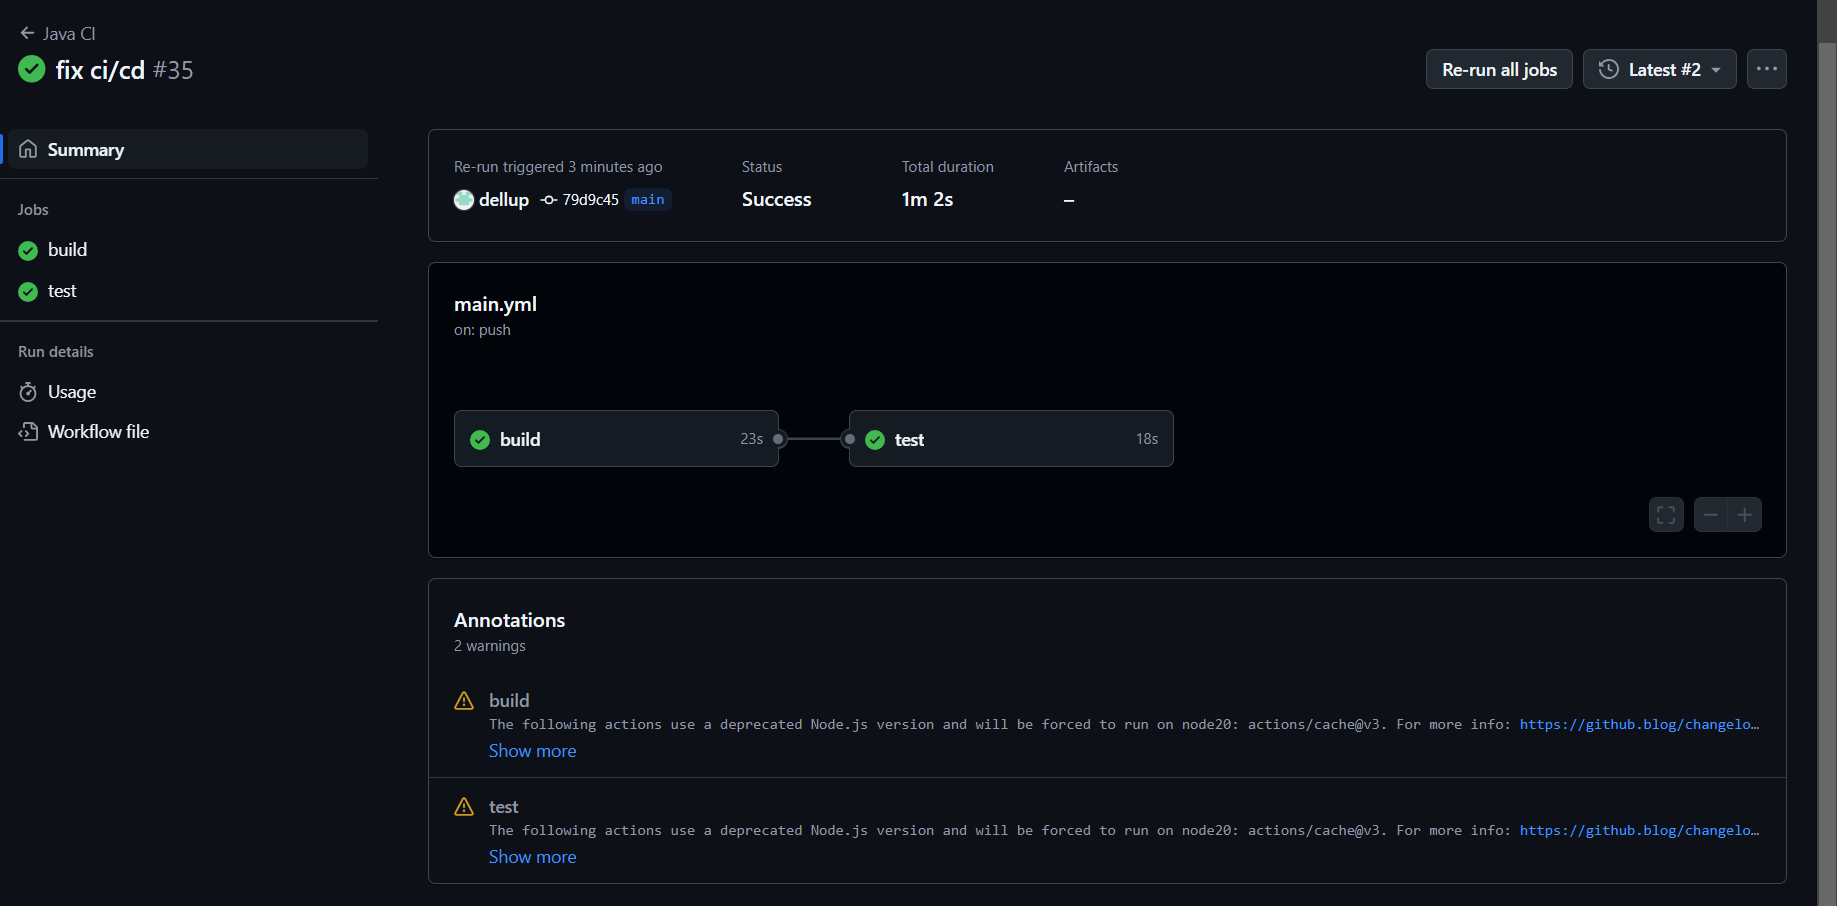 Java CI
fix ci/cd #35
Re-run all jobs
Latest #2
Summary
Jobs
build
test
Run details
Usage
Workflow file
Re-run triggered 3 minutes ago
dellup 79d9c45 main
Status
Success
Total duration
1m 2s
Artifacts
–
main.yml
on: push
build 23s
test 18s
Annotations
2 warnings
build
The following actions use a deprecated Node.js version and will be forced to run on node20: actions/cache@v3. For more info: https://github.blog/changelo…
Show more
test
The following actions use a deprecated Node.js version and will be forced to run on node20: actions/cache@v3. For more info: https://github.blog/changelo…
Show more